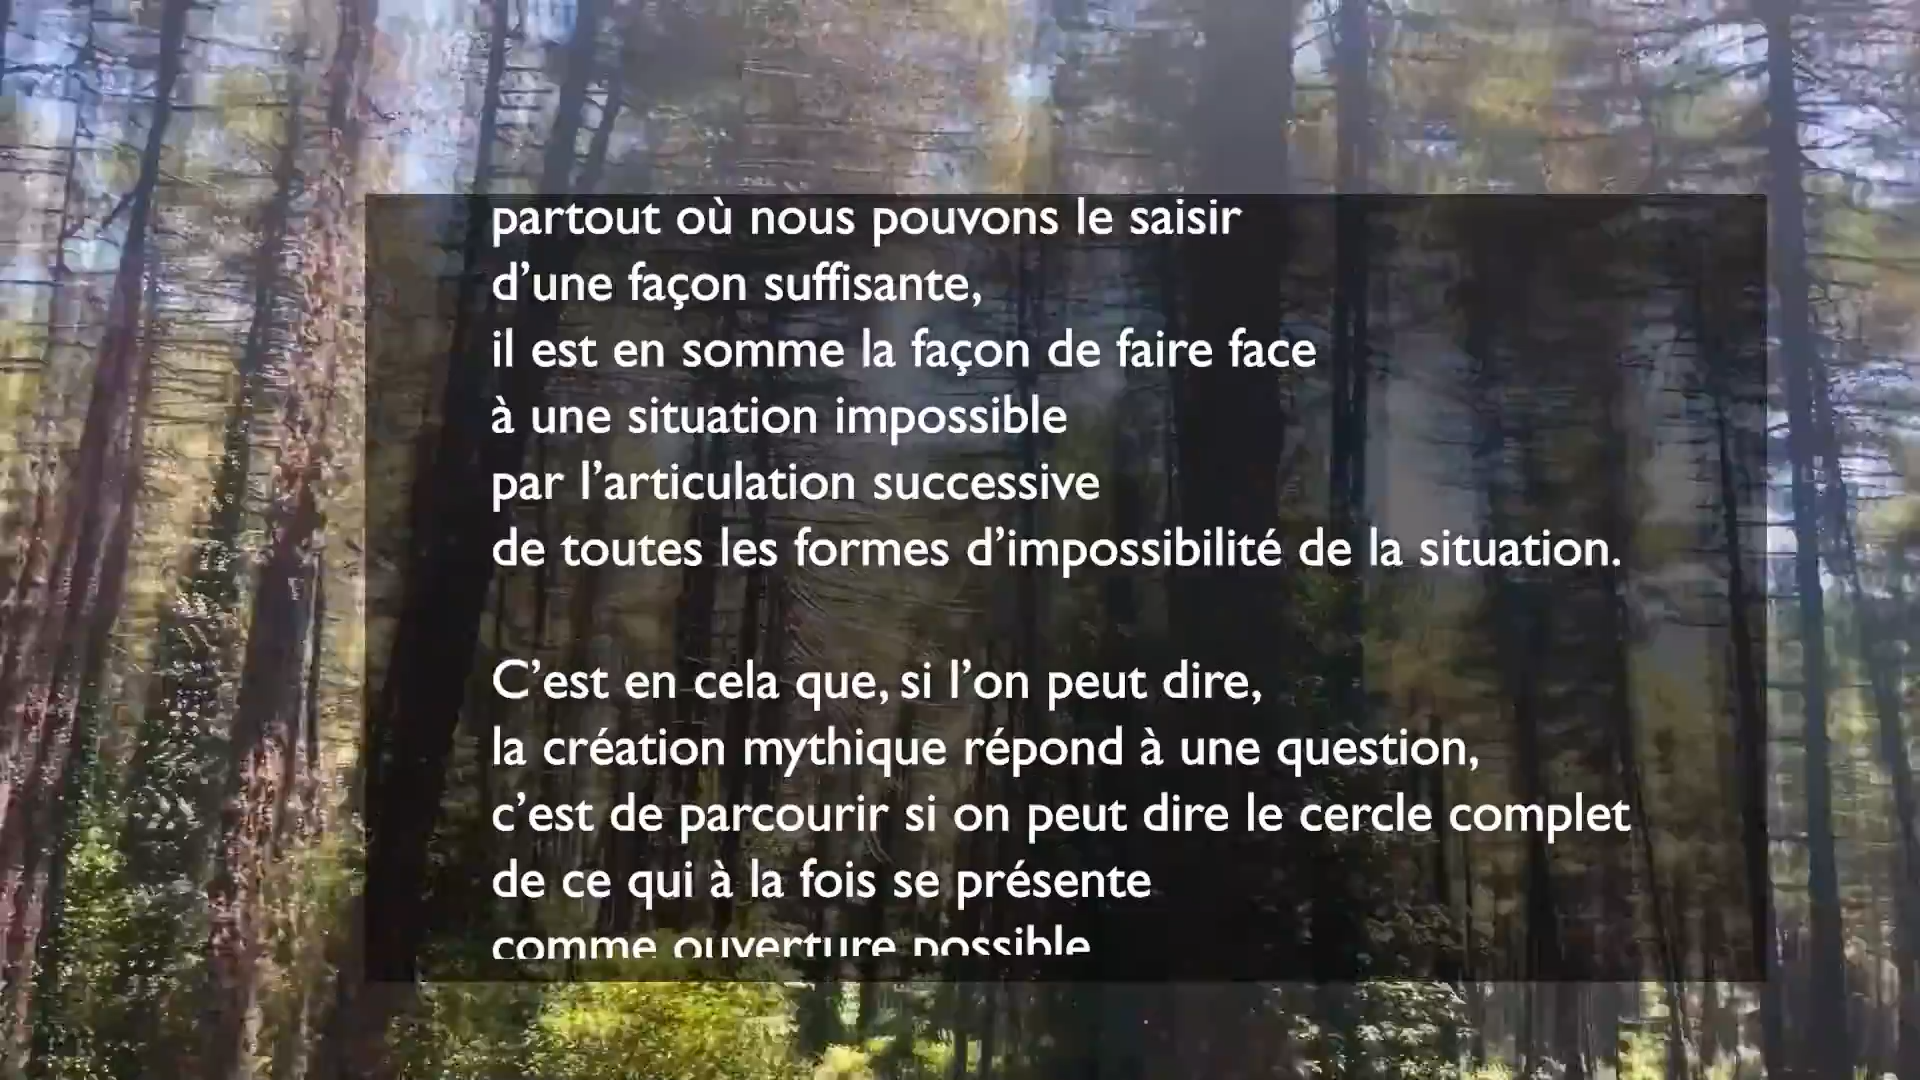 partout où nous pouvons le saisir
d’une façon suffisante,
il est en somme la façon de faire face
à une situation impossible
par l’articulation successive
de toutes les formes d’impossibilité de la situation.
C’est en cela que, si l’on peut dire,
la création mythique répond à une question,
c’est de parcourir si on peut dire le cercle complet
de ce qui à la fois se présente
comme ouverture possible